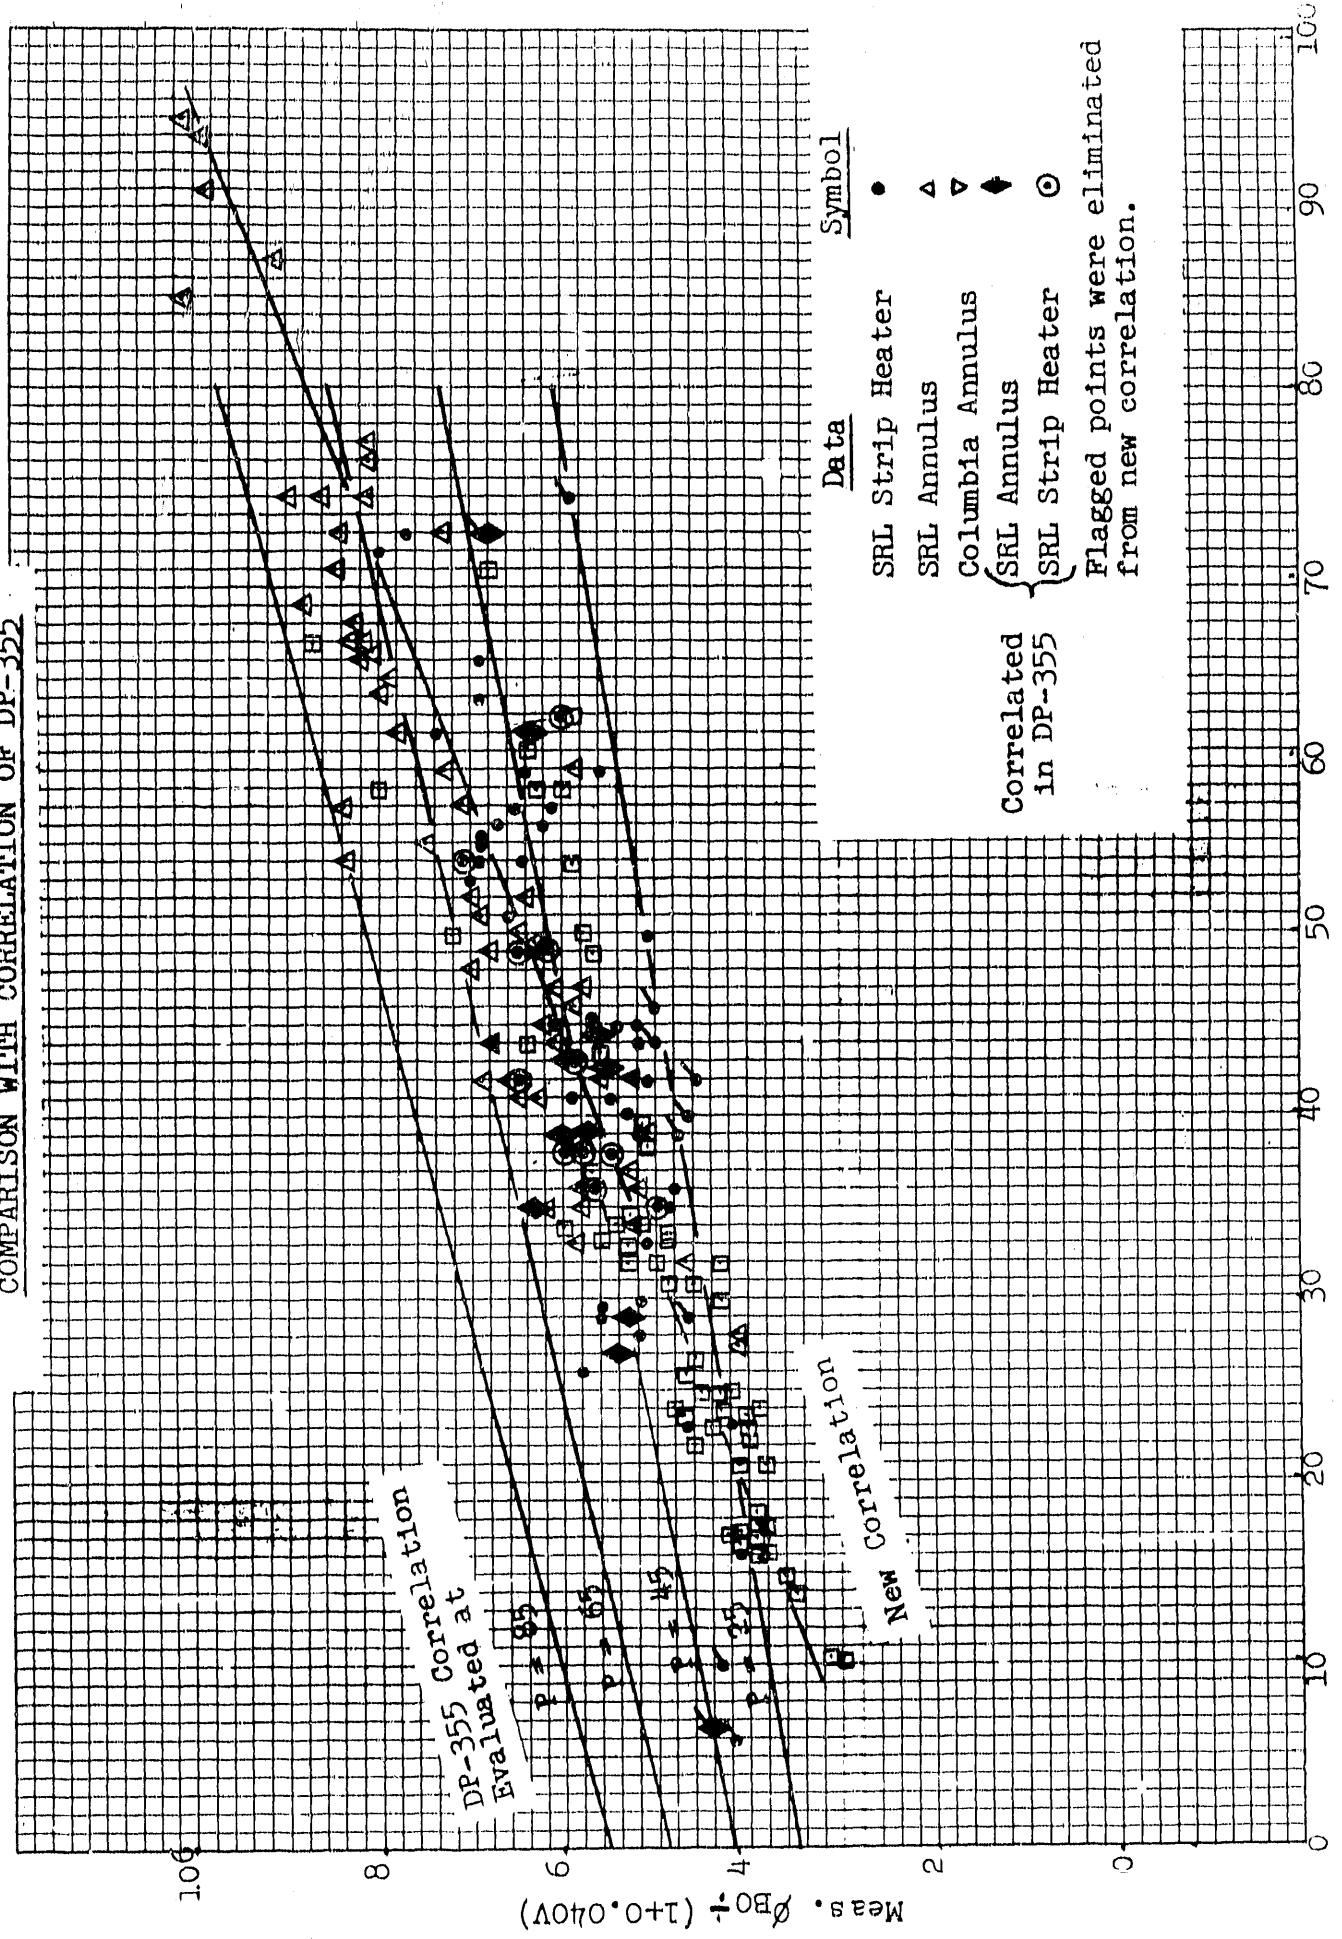 COMPARISON WITH CORRELATION OF DP-355
Meas. ØBO ÷ (1+0.040V)
10⁶
8
6
4
2
0
0
10
20
30
40
50
60
70
80
90
100
DP-355 Correlation
Evaluated at
P = 85
P = 65
P = 45
P = 25
New Correlation
Data Symbol
SRL Strip Heater
SRL Annulus
Columbia Annulus
Correlated
in DP-355
SRL Annulus
SRL Strip Heater
Flagged points were eliminated
from new correlation.